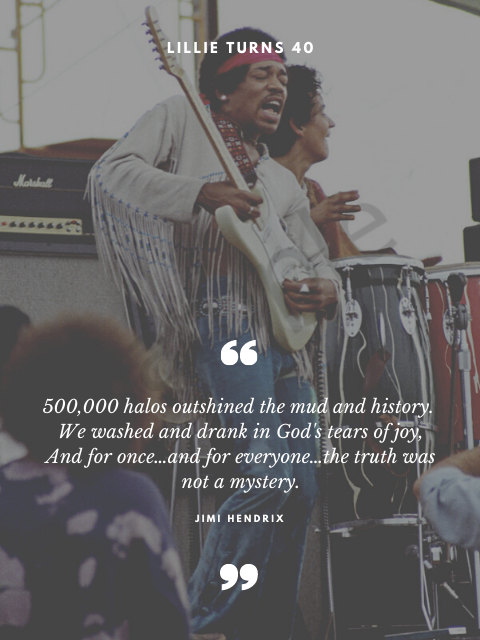 LILLIE TURNS 40
Marshall
“
500,000 halos outshined the mud and history.
We washed and drank in God's tears of joy,
And for once...and for everyone...the truth was
not a mystery.
JIMI HENDRIX
”